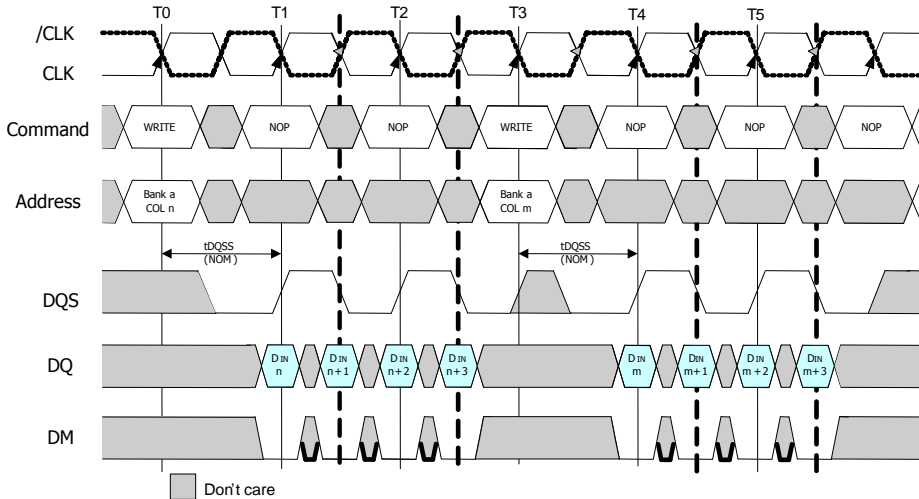 T0 T1 T2 T3 T4 T5
/CLK
CLK
Command WRITE NOP NOP WRITE NOP NOP NOP
Address Bank a Bank a
COL n COL m
tDQSS tDQSS
(NOM) (NOM)
DQS
DQ DIN DIN DIN DIN DIN DIN DIN DIN
n n+1 n+2 n+3 m m+1 m+2 m+3
DM
Don't care